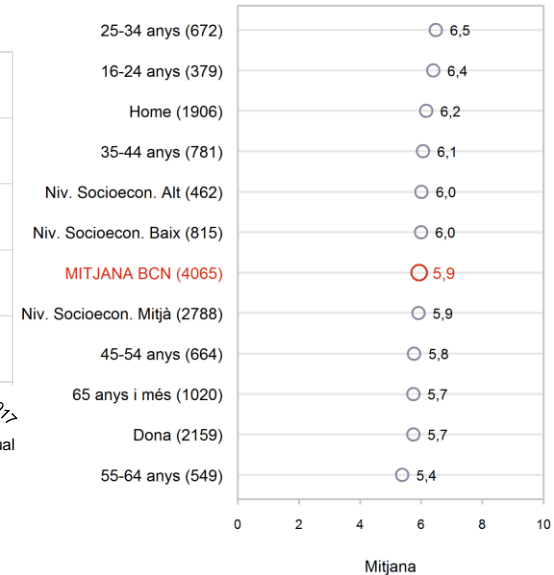 25-34 anys (672) 6,5
16-24 anys (379) 6,4
Home (1906) 6,2
35-44 anys (781) 6,1
Niv. Socioecon. Alt (462) 6,0
Niv. Socioecon. Baix (815) 6,0
MITJANA BCN (4065) 5,9
Niv. Socioecon. Mitjà (2788) 5,9
45-54 anys (664) 5,8
65 anys i més (1020) 5,7
Dona (2159) 5,7
55-64 anys (549) 5,4
0 2 4 6 8 10
Mitjana